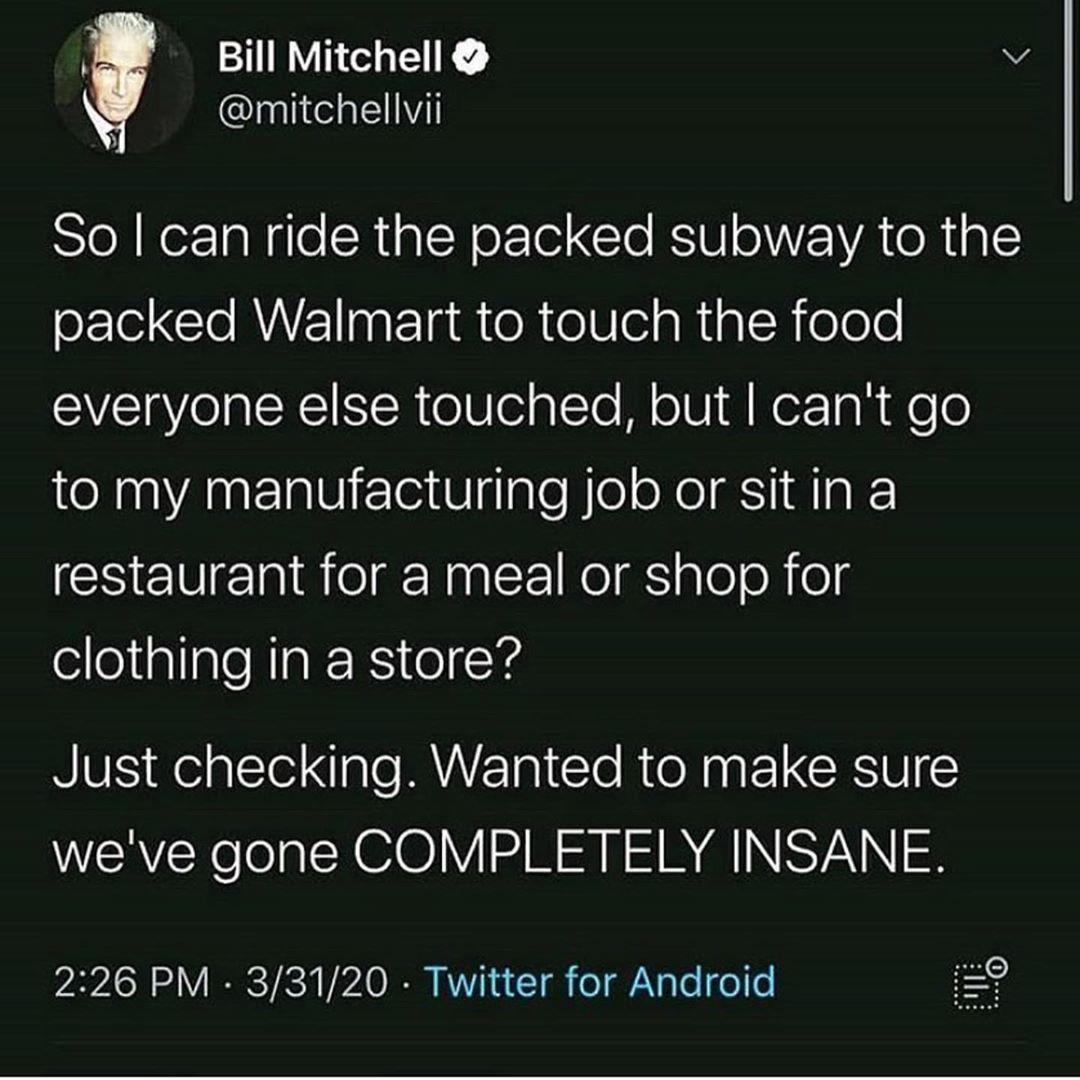 Bill Mitchell
@mitchellvii
So I can ride the packed subway to the
packed Walmart to touch the food
everyone else touched, but I can't go
to my manufacturing job or sit in a
restaurant for a meal or shop for
clothing in a store?
Just checking. Wanted to make sure
we've gone COMPLETELY INSANE.
2:26 PM · 3/31/20 · Twitter for Android